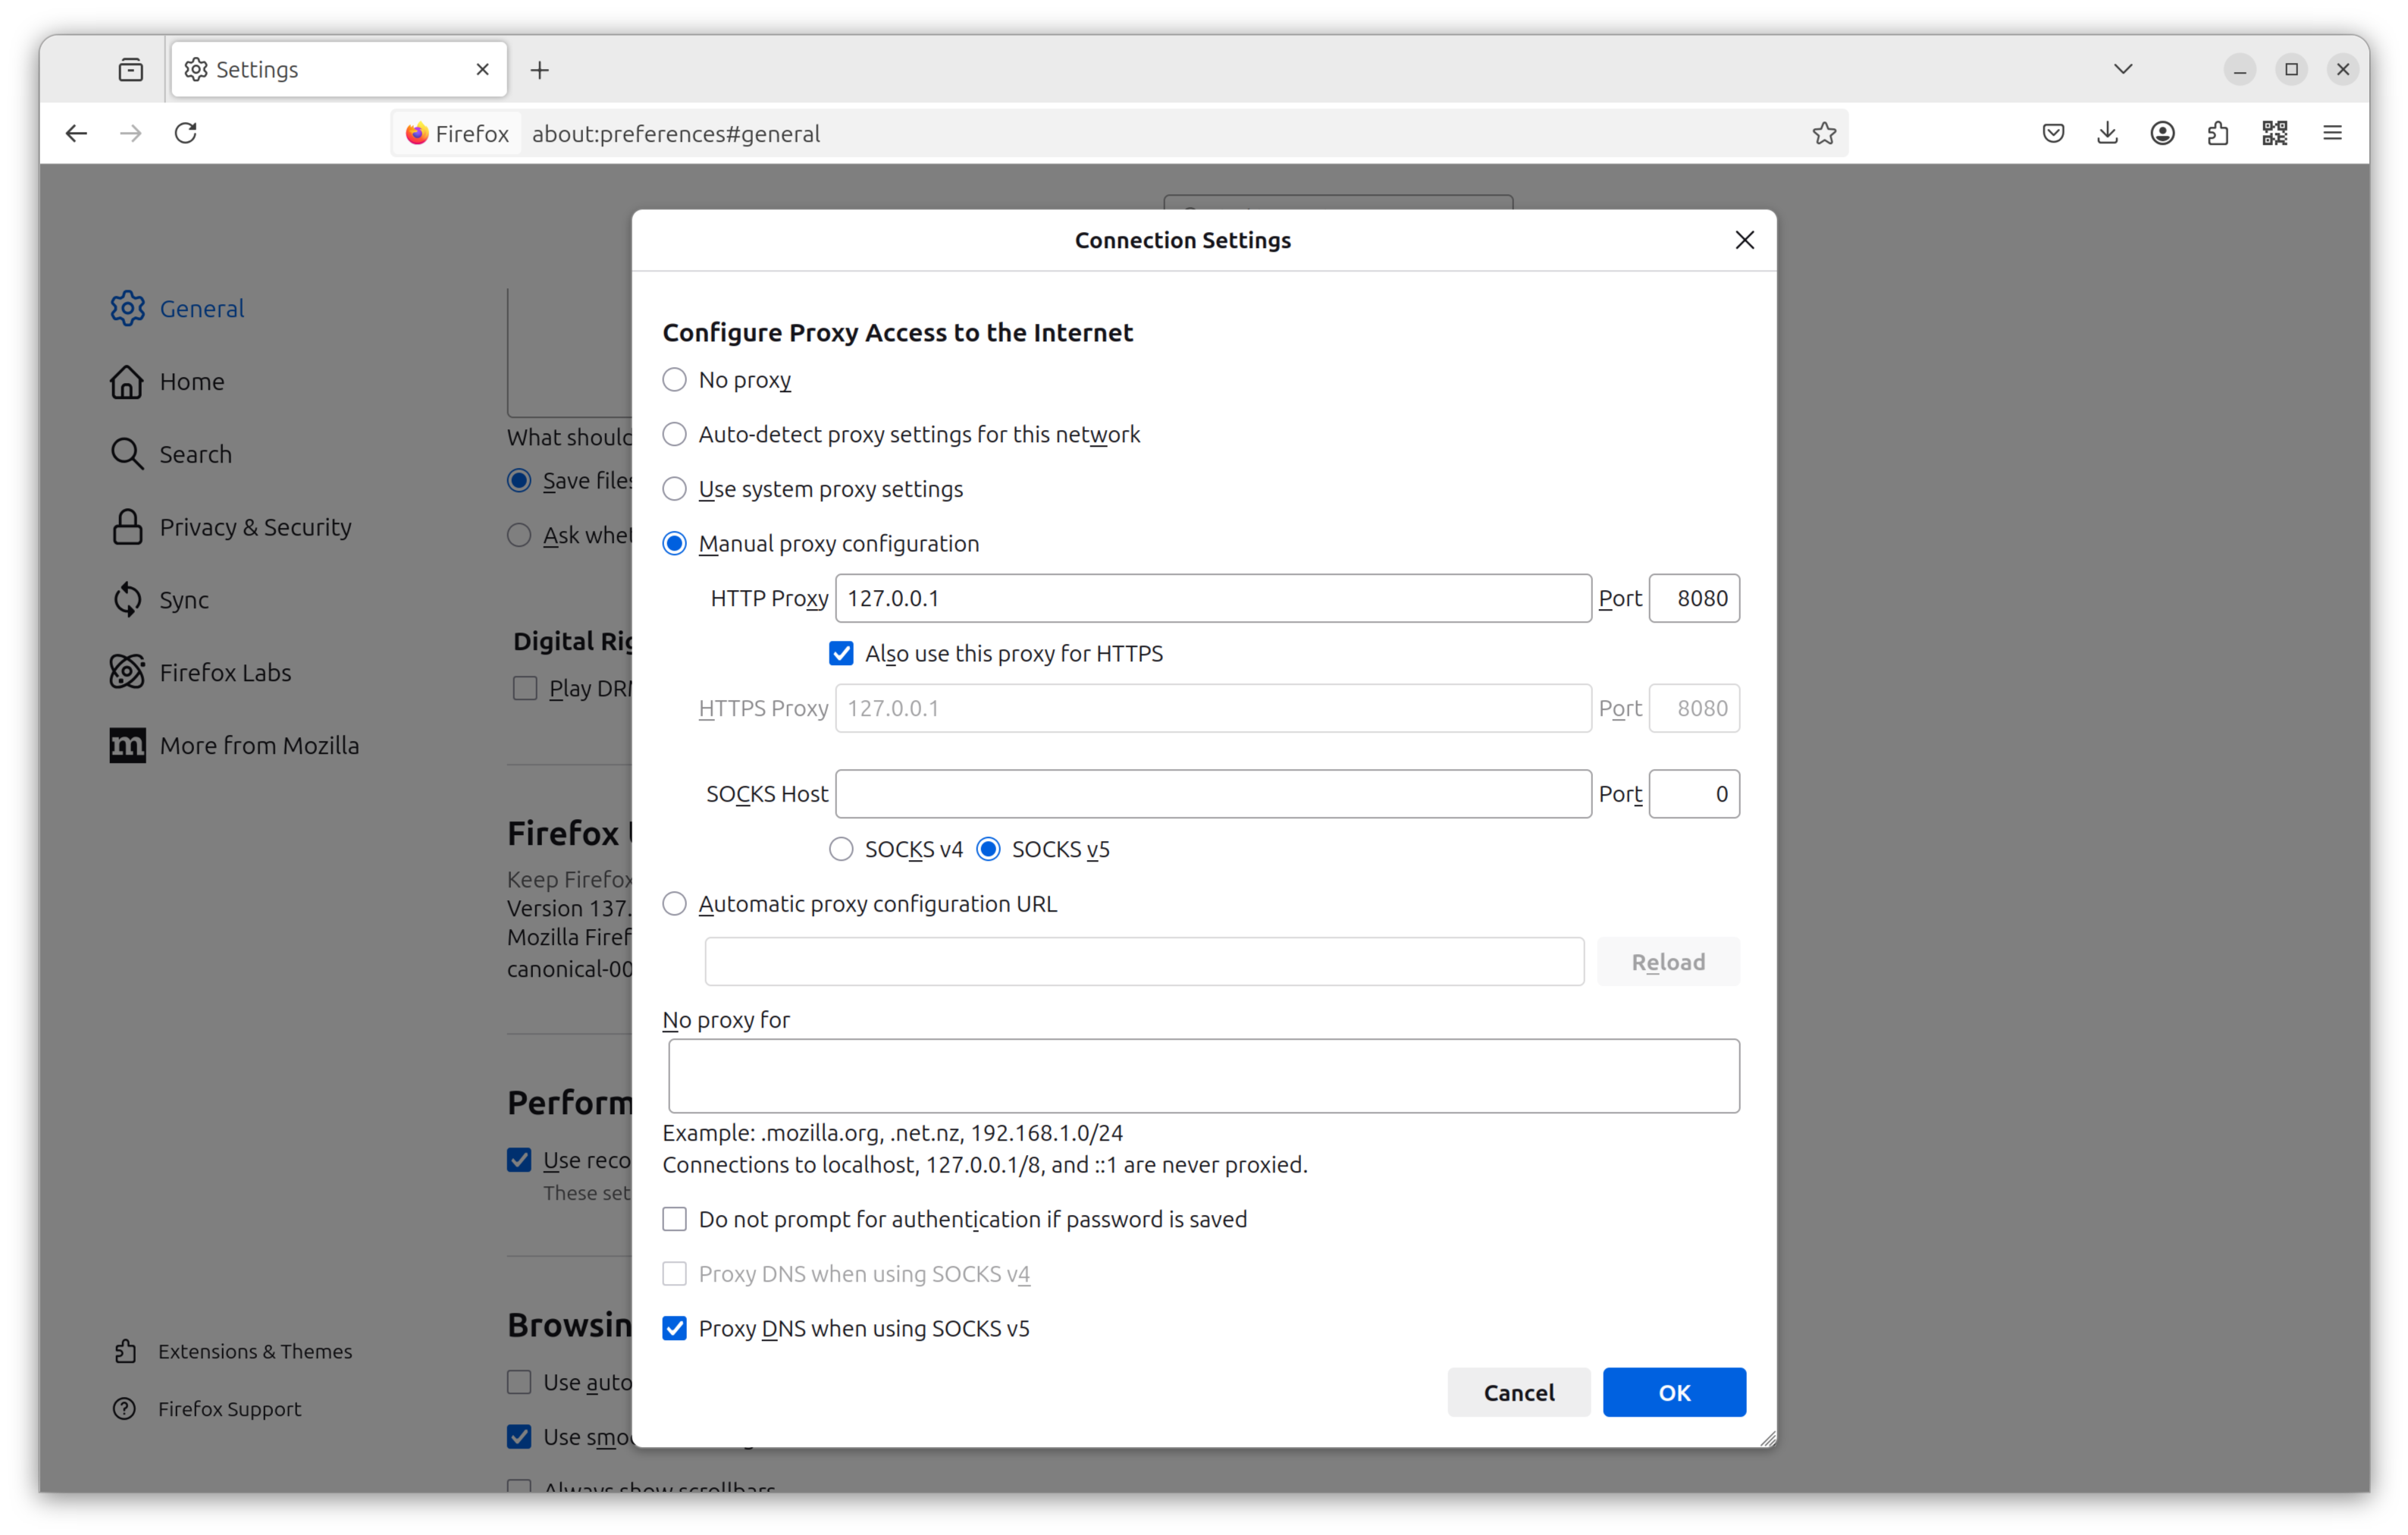 Settings
Firefox about:preferences#general
Connection Settings
General
Home
Search
Privacy & Security
Sync
Firefox Labs
More from Mozilla
Extensions & Themes
Firefox Support
What should
Save files
Ask whet
Digital Rig
Play DRM
Firefox
Keep Firefox
Version 137.
Mozilla Firef
canonical-00
Perform
Use reco
These set
Browsin
Use auto
Use smoo
Always show scrollbars
Configure Proxy Access to the Internet
No proxy
Auto-detect proxy settings for this network
Use system proxy settings
Manual proxy configuration
HTTP Proxy 127.0.0.1 Port 8080
Also use this proxy for HTTPS
HTTPS Proxy 127.0.0.1 Port 8080
SOCKS Host Port 0
SOCKS v4 SOCKS v5
Automatic proxy configuration URL
Reload
No proxy for
Example: .mozilla.org, .net.nz, 192.168.1.0/24
Connections to localhost, 127.0.0.1/8, and ::1 are never proxied.
Do not prompt for authentication if password is saved
Proxy DNS when using SOCKS v4
Proxy DNS when using SOCKS v5
Cancel OK